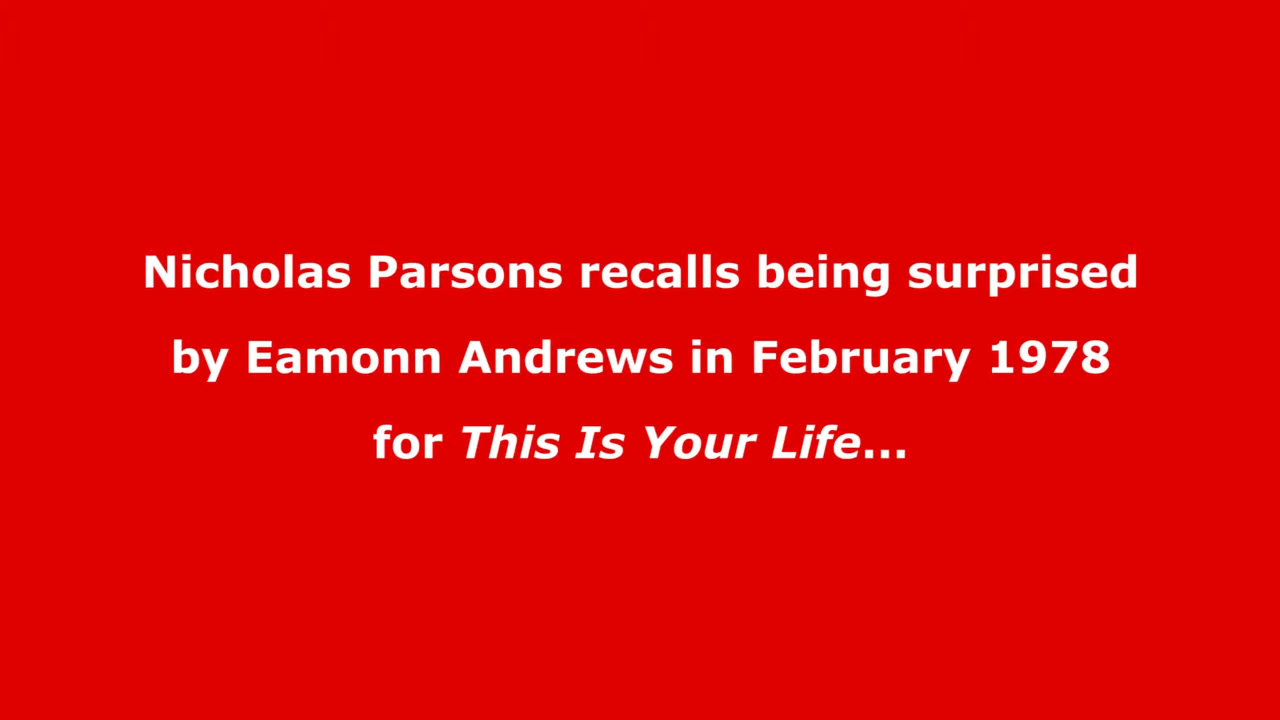 Nicholas Parsons recalls being surprised
by Eamonn Andrews in February 1978
for This Is Your Life...